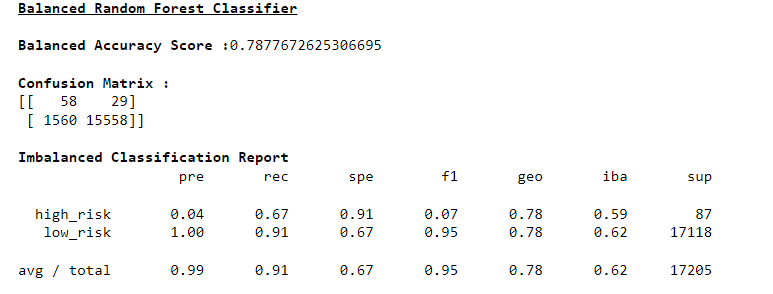 Balanced Random Forest Classifier
Balanced Accuracy Score :0.7877672625306695
Confusion Matrix :
[[   58    29]
 [ 1560 15558]]
Imbalanced Classification Report
                   pre       rec       spe        f1       geo       iba       sup
  high_risk       0.04      0.67      0.91      0.07      0.78      0.59        87
   low_risk       1.00      0.91      0.67      0.95      0.78      0.62     17118
avg / total       0.99      0.91      0.67      0.95      0.78      0.62     17205